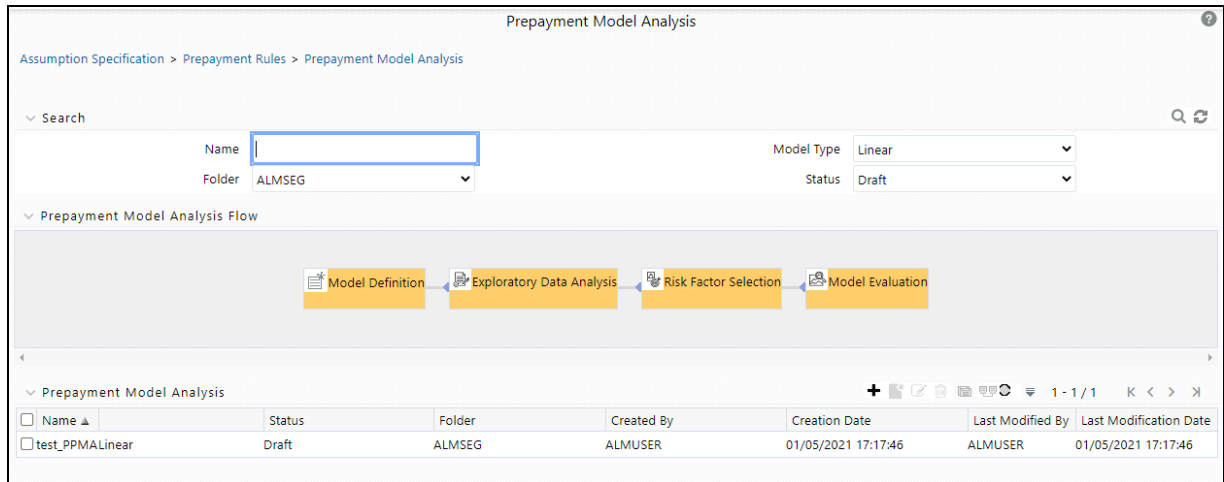 Prepayment Model Analysis
?
Assumption Specification > Prepayment Rules > Prepayment Model Analysis
Search
Name Model Type Linear
Folder ALMSEG Status Draft
Prepayment Model Analysis Flow
Model Definition Exploratory Data Analysis Risk Factor Selection Model Evaluation
Prepayment Model Analysis 1 - 1 / 1
Name Status Folder Created By Creation Date Last Modified By Last Modification Date
test_PPMALinear Draft ALMSEG ALMUSER 01/05/2021 17:17:46 ALMUSER 01/05/2021 17:17:46